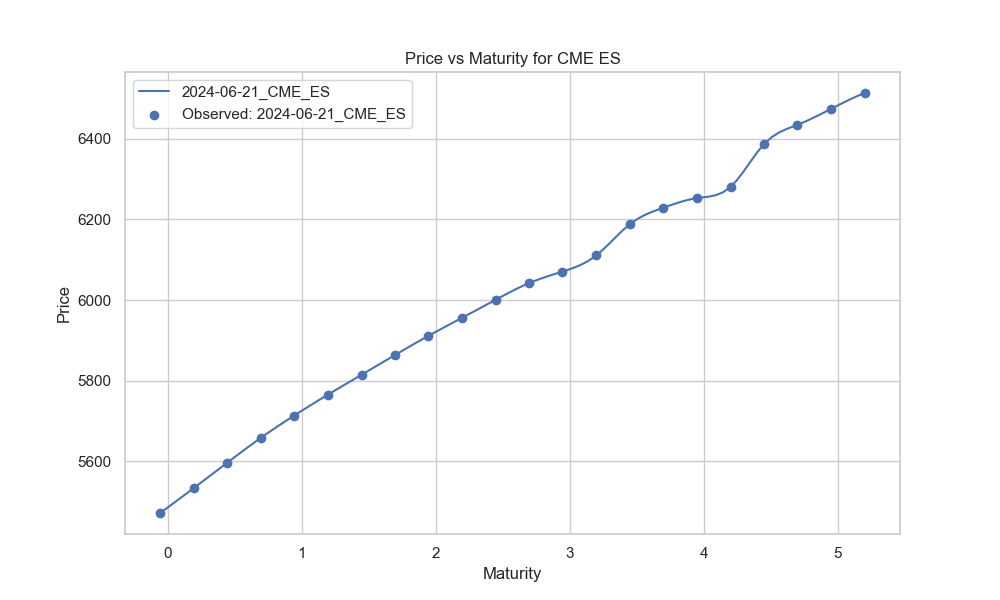 Price vs Maturity for CME ES
2024-06-21_CME_ES
Observed: 2024-06-21_CME_ES
6400
6200
6000
5800
5600
Price
0 1 2 3 4 5
Maturity